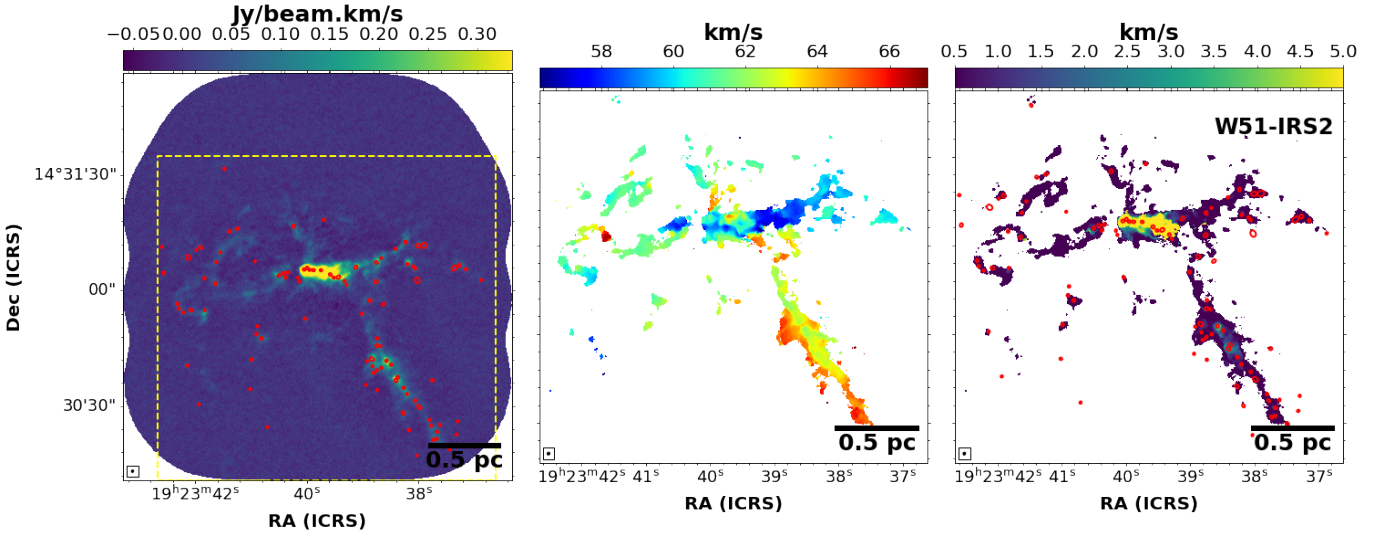 Jy/beam.km/s
−0.05 0.00 0.05 0.10 0.15 0.20 0.25 0.30
14°31'30"
00"
30'30"
Dec (ICRS)
0.5 pc
19ʰ23ᵐ42ˢ 40ˢ 38ˢ
RA (ICRS)
km/s
58 60 62 64 66
0.5 pc
19ʰ23ᵐ42ˢ 41ˢ 40ˢ 39ˢ 38ˢ 37ˢ
RA (ICRS)
km/s
0.5 1.0 1.5 2.0 2.5 3.0 3.5 4.0 4.5 5.0
W51-IRS2
0.5 pc
19ʰ23ᵐ42ˢ 40ˢ 39ˢ 38ˢ 37ˢ
RA (ICRS)